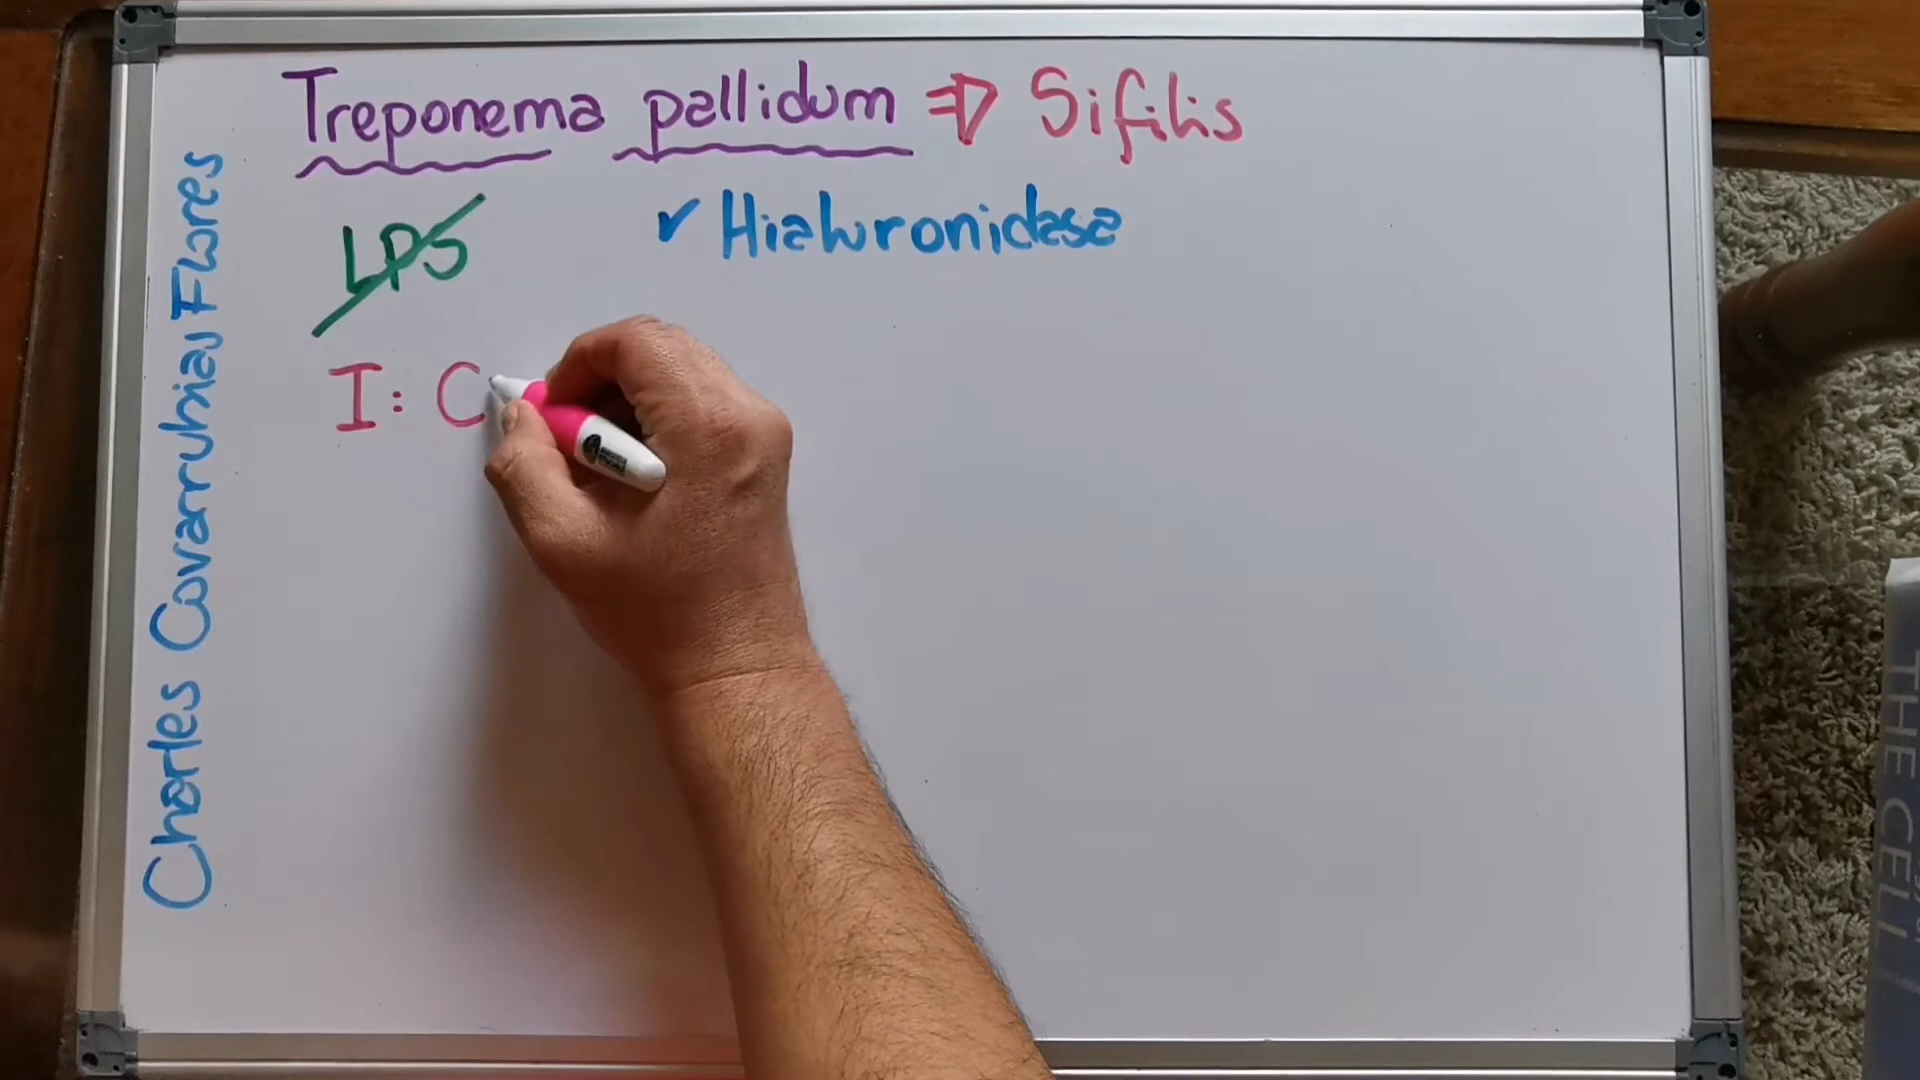 Treponema pallidum ⇒ Sifilis
LPS
✓ Hialuronidasa
I: C
Charles Covarrubias Flores
THE CELL